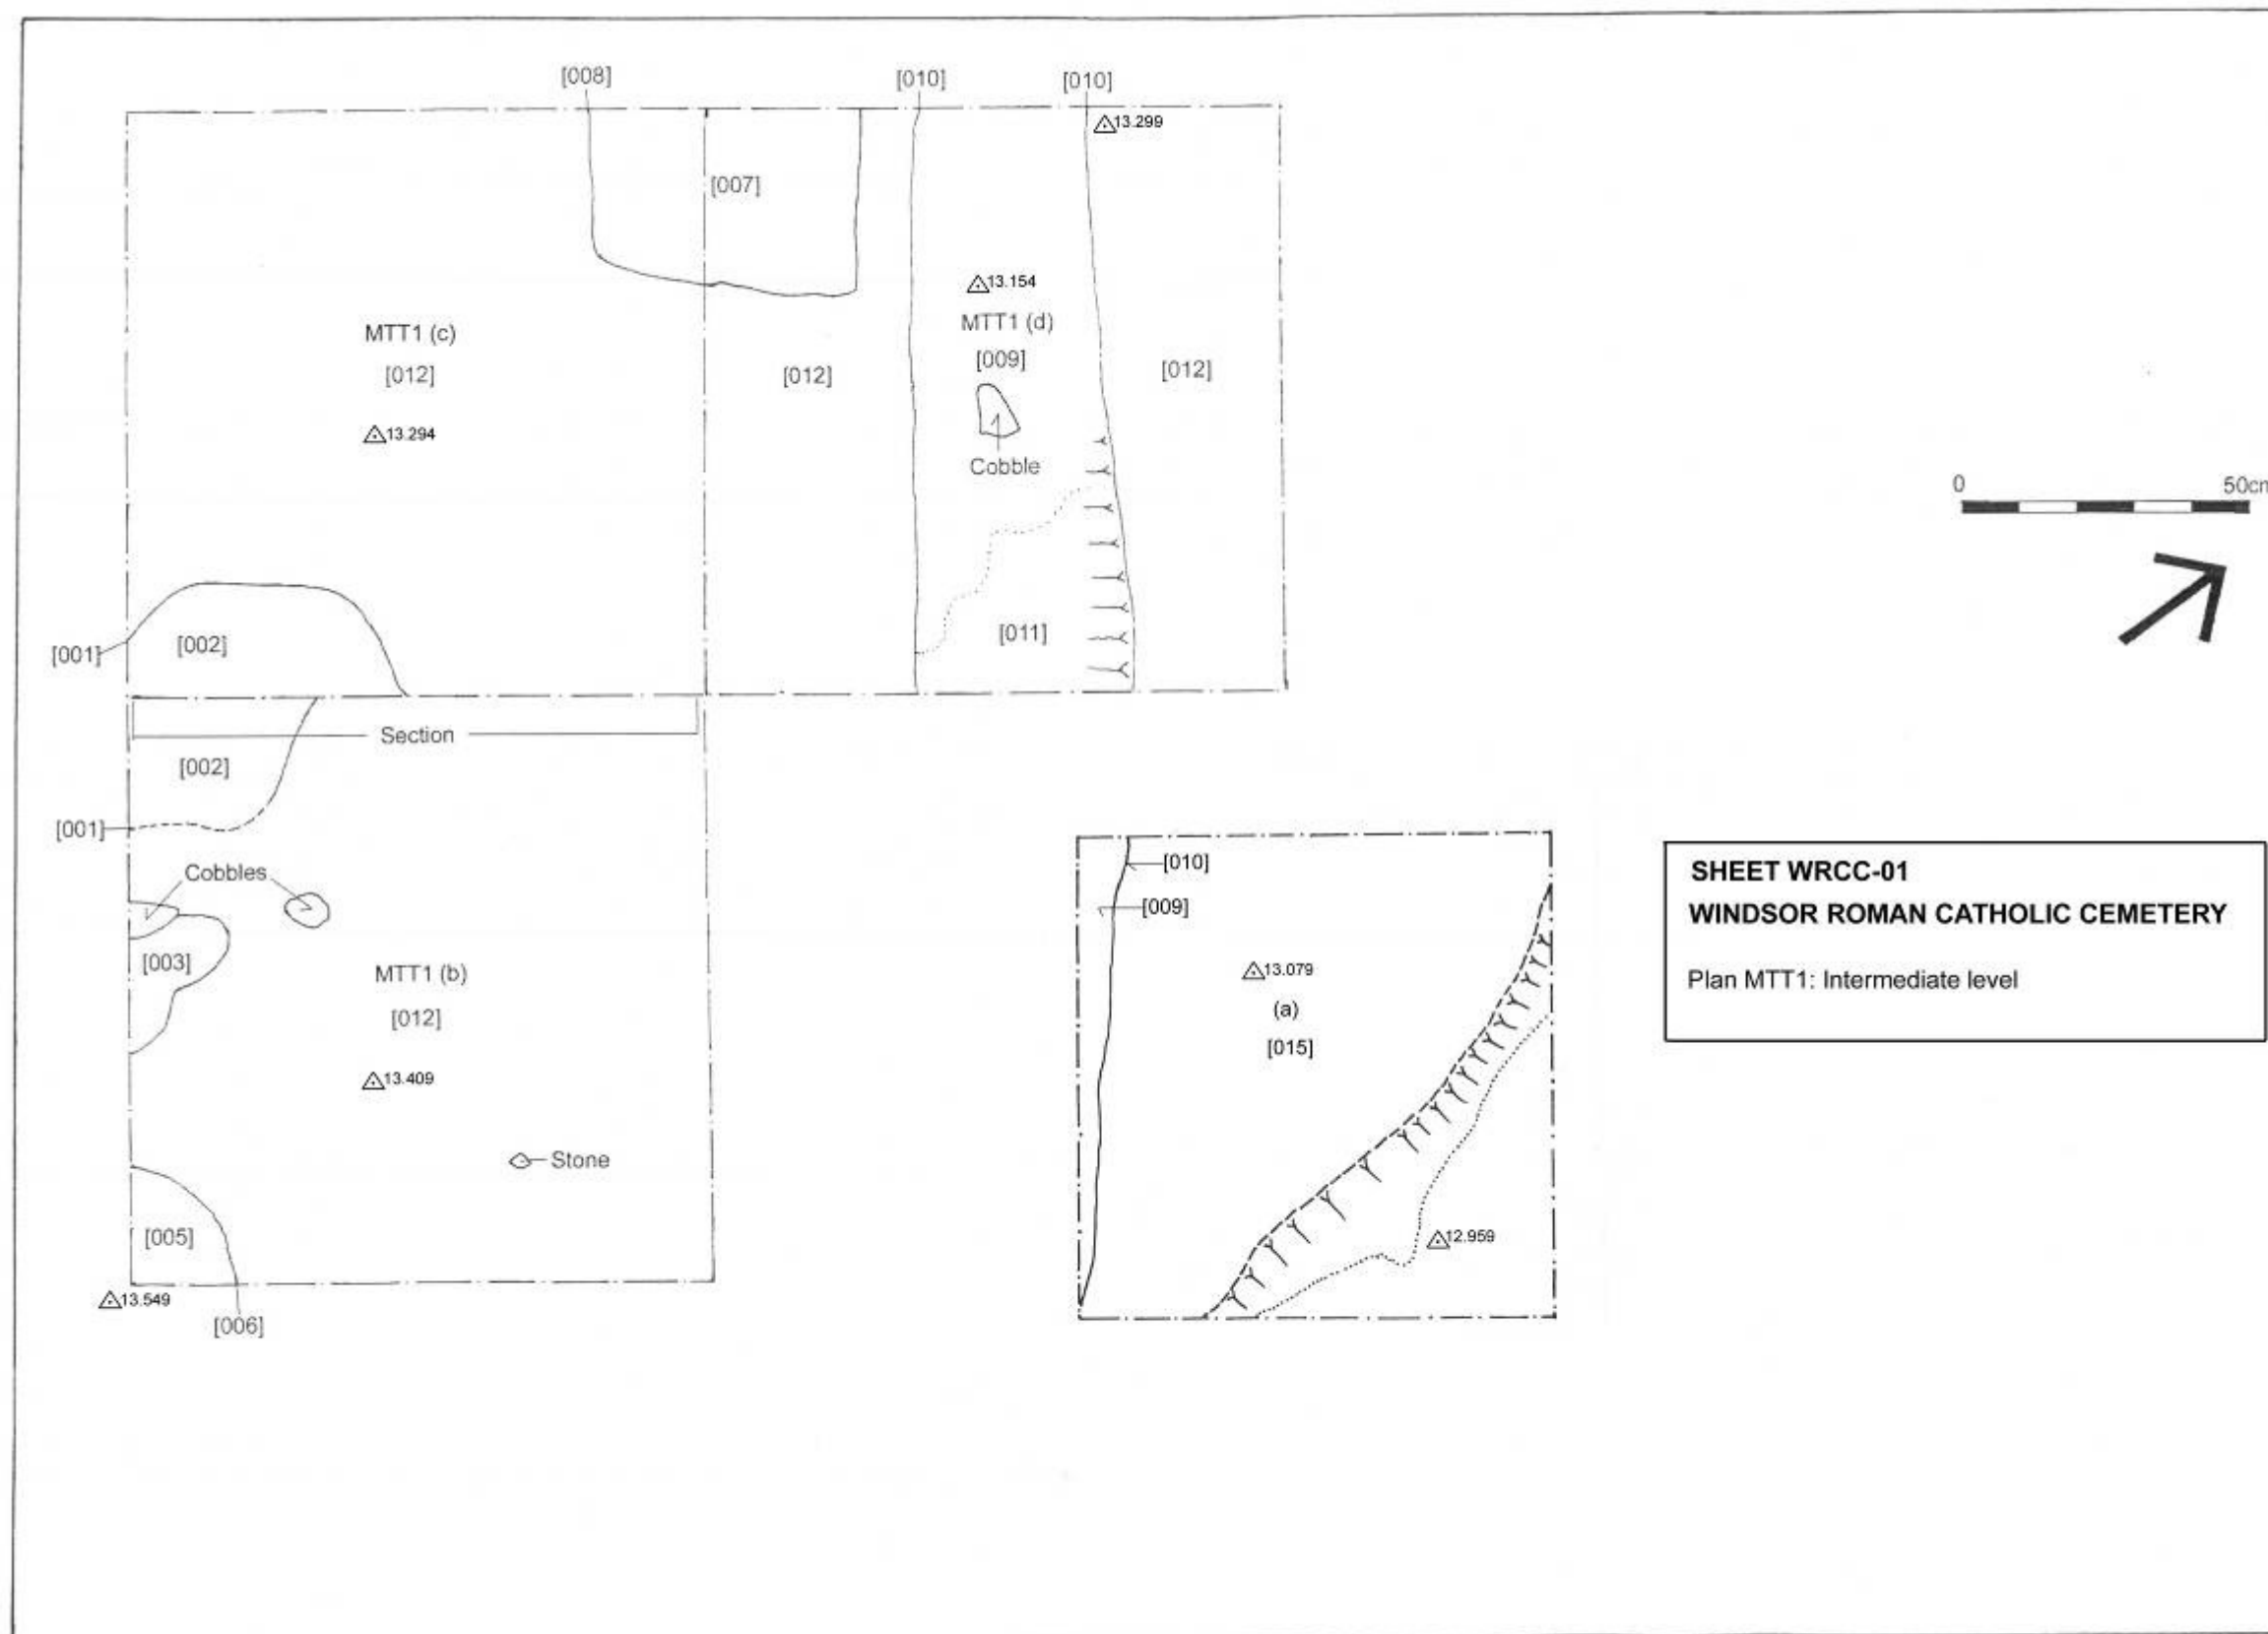 [008]
[010]
[010]
13.299
[007]
13.154
MTT1 (c)
MTT1 (d)
[012]
[009]
[012]
[012]
13.294
Cobble
0
[011]
[001]
[002]
Section
[002]
[001]
Cobbles
[003]
MTT1 (b)
[012]
13.409
Stone
[005]
13.549
[006]
[010]
[009]
13.079
(a)
[015]
12.959
SHEET WRCC-01
WINDSOR ROMAN CATHOLIC CEMETERY
Plan MTT1: Intermediate level